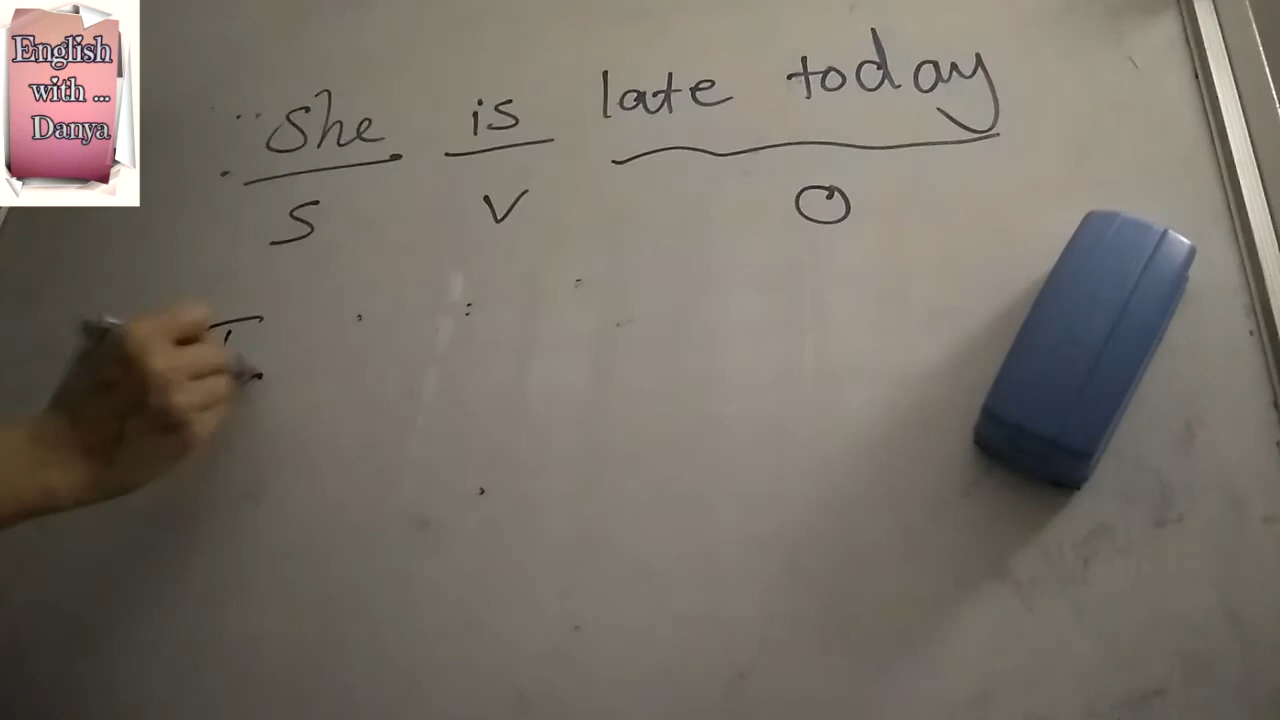 English
with ...
Danya
She is late today
S V O